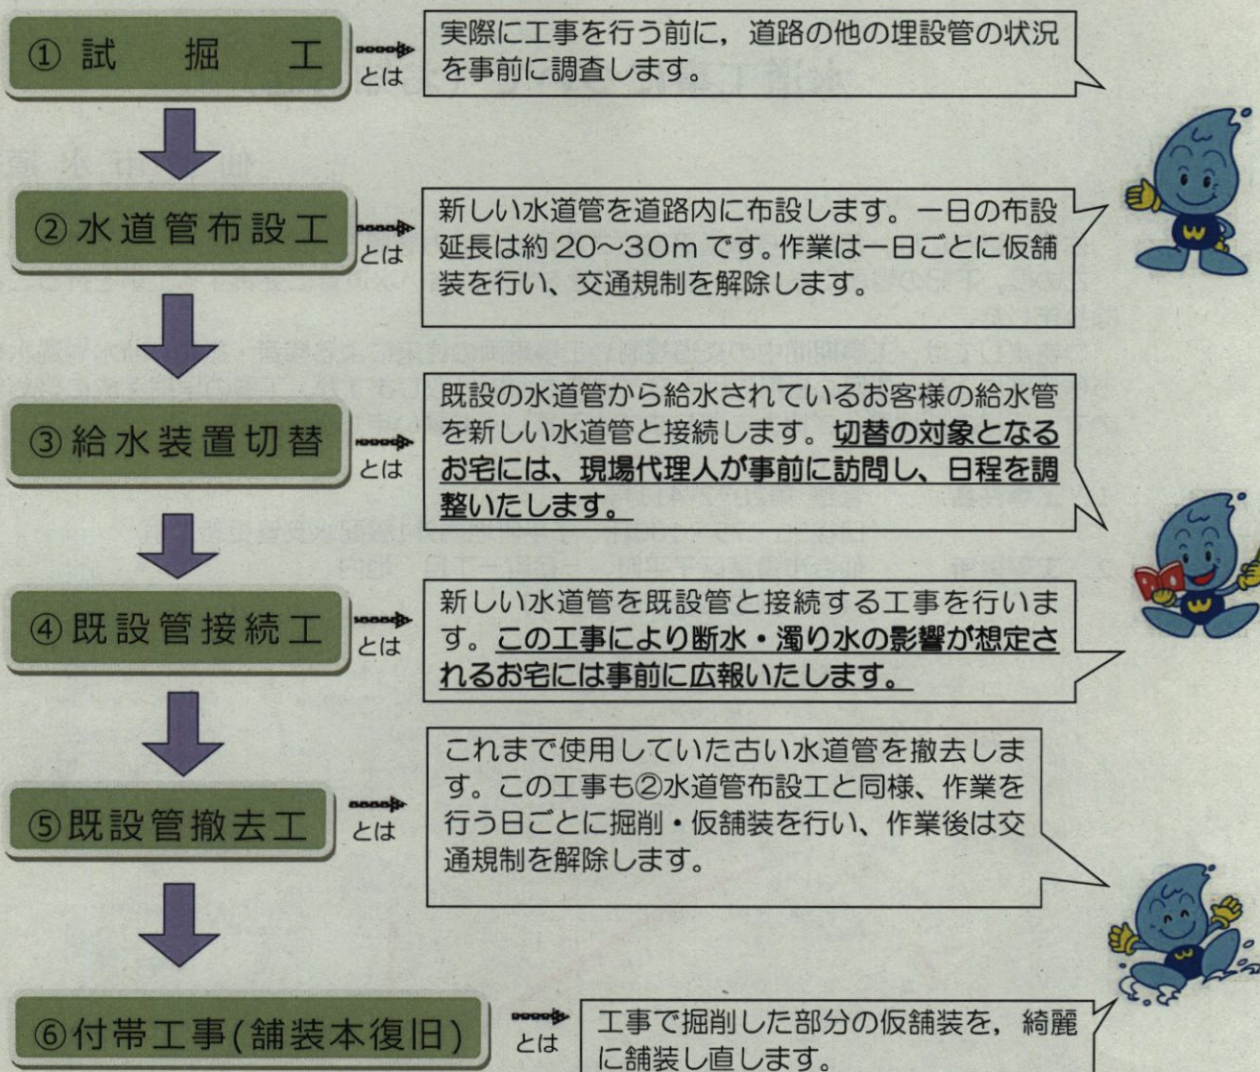 ①試掘工
とは
実際に工事を行う前に，道路の他の埋設管の状況
を事前に調査します。
②水道管布設工
とは
新しい水道管を道路内に布設します。一日の布設
延長は約20～30mです。作業は一日ごとに仮舗
装を行い、交通規制を解除します。
③給水装置切替
とは
既設の水道管から給水されているお客様の給水管
を新しい水道管と接続します。切替の対象となる
お宅には、現場代理人が事前に訪問し、日程を調
整いたします。
④既設管接続工
とは
新しい水道管を既設管と接続する工事を行いま
す。この工事により断水・濁り水の影響が想定さ
れるお宅には事前に広報いたします。
⑤既設管撤去工
とは
これまで使用していた古い水道管を撤去しま
す。この工事も②水道管布設工と同様、作業を
行う日ごとに掘削・仮舗装を行い、作業後は交
通規制を解除します。
⑥付帯工事(舗装本復旧)
とは
工事で掘削した部分の仮舗装を，綺麗
に舗装し直します。